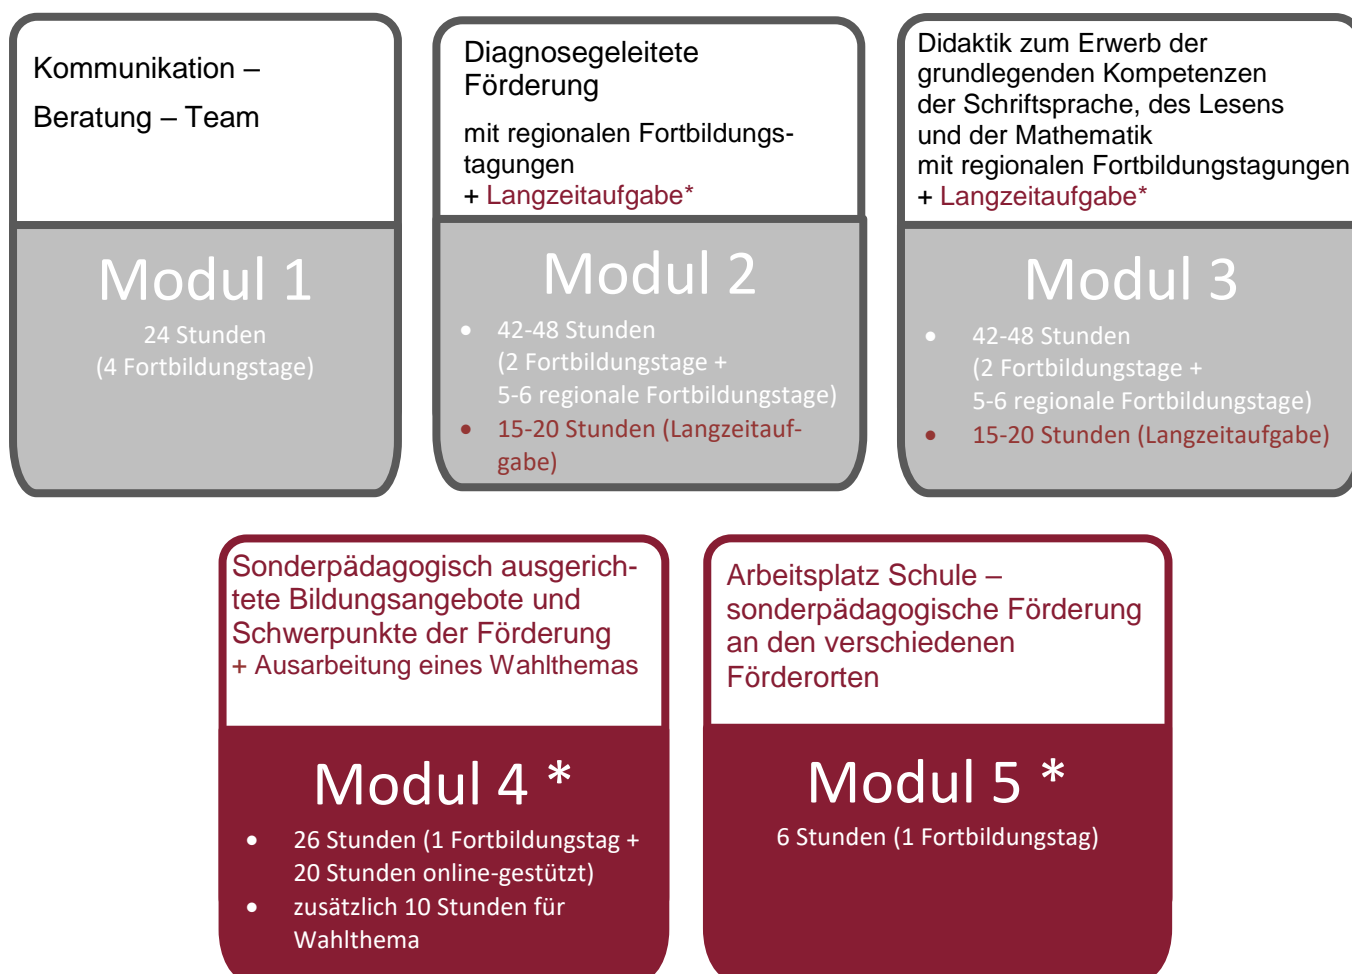 Kommunikation –
Beratung – Team
Modul 1
24 Stunden
(4 Fortbildungstage)
Diagnosegeleitete
Förderung
mit regionalen Fortbildungs-
tagungen
+ Langzeitaufgabe*
Modul 2
• 42-48 Stunden
(2 Fortbildungstage +
5-6 regionale Fortbildungstage)
• 15-20 Stunden (Langzeitauf-
gabe)
Didaktik zum Erwerb der
grundlegenden Kompetenzen
der Schriftsprache, des Lesens
und der Mathematik
mit regionalen Fortbildungstagungen
+ Langzeitaufgabe*
Modul 3
• 42-48 Stunden
(2 Fortbildungstage +
5-6 regionale Fortbildungstage)
• 15-20 Stunden (Langzeitaufgabe)
Sonderpädagogisch ausgerich-
tete Bildungsangebote und
Schwerpunkte der Förderung
+ Ausarbeitung eines Wahlthemas
Modul 4 *
• 26 Stunden (1 Fortbildungstag +
20 Stunden online-gestützt)
• zusätzlich 10 Stunden für
Wahlthema
Arbeitsplatz Schule –
sonderpädagogische Förderung
an den verschiedenen
Förderorten
Modul 5 *
6 Stunden (1 Fortbildungstag)